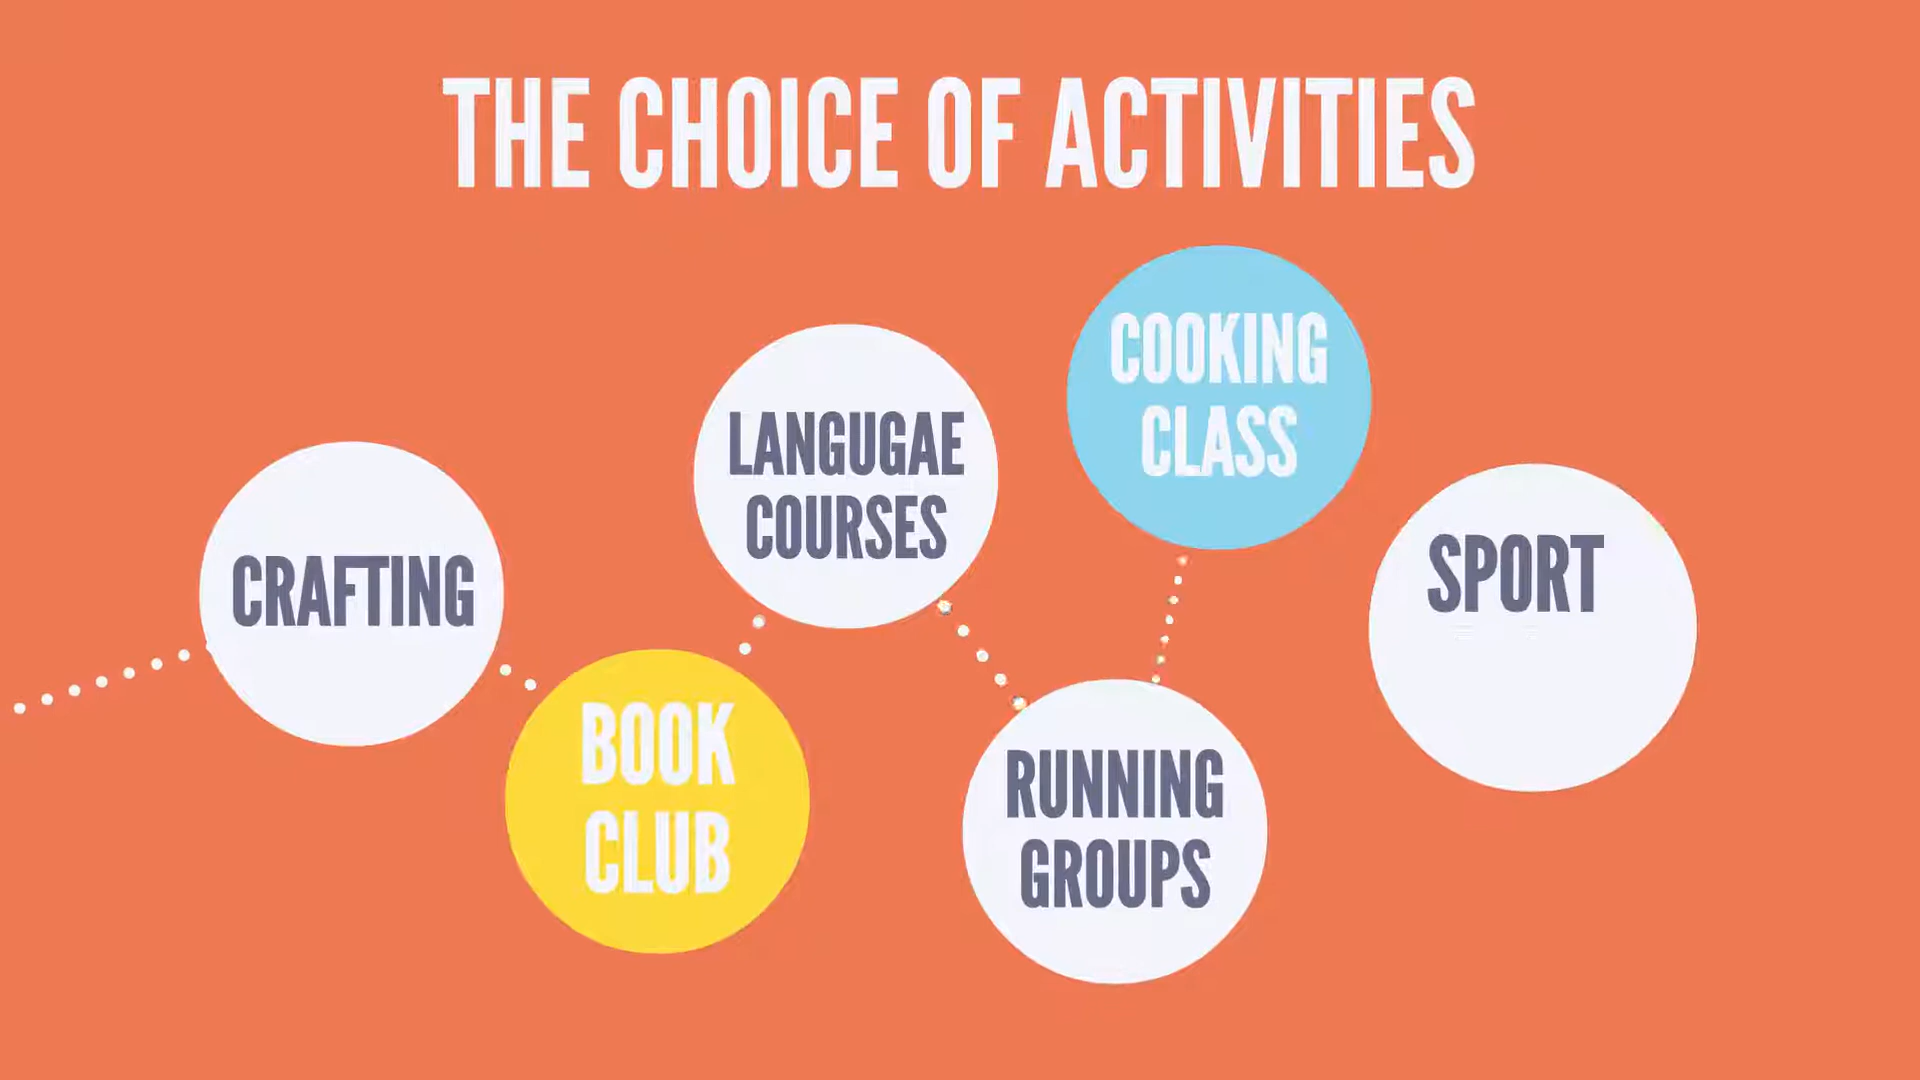 THE CHOICE OF ACTIVITIES
CRAFTING
BOOK
CLUB
LANGUGAE
COURSES
RUNNING
GROUPS
COOKING
CLASS
SPORT